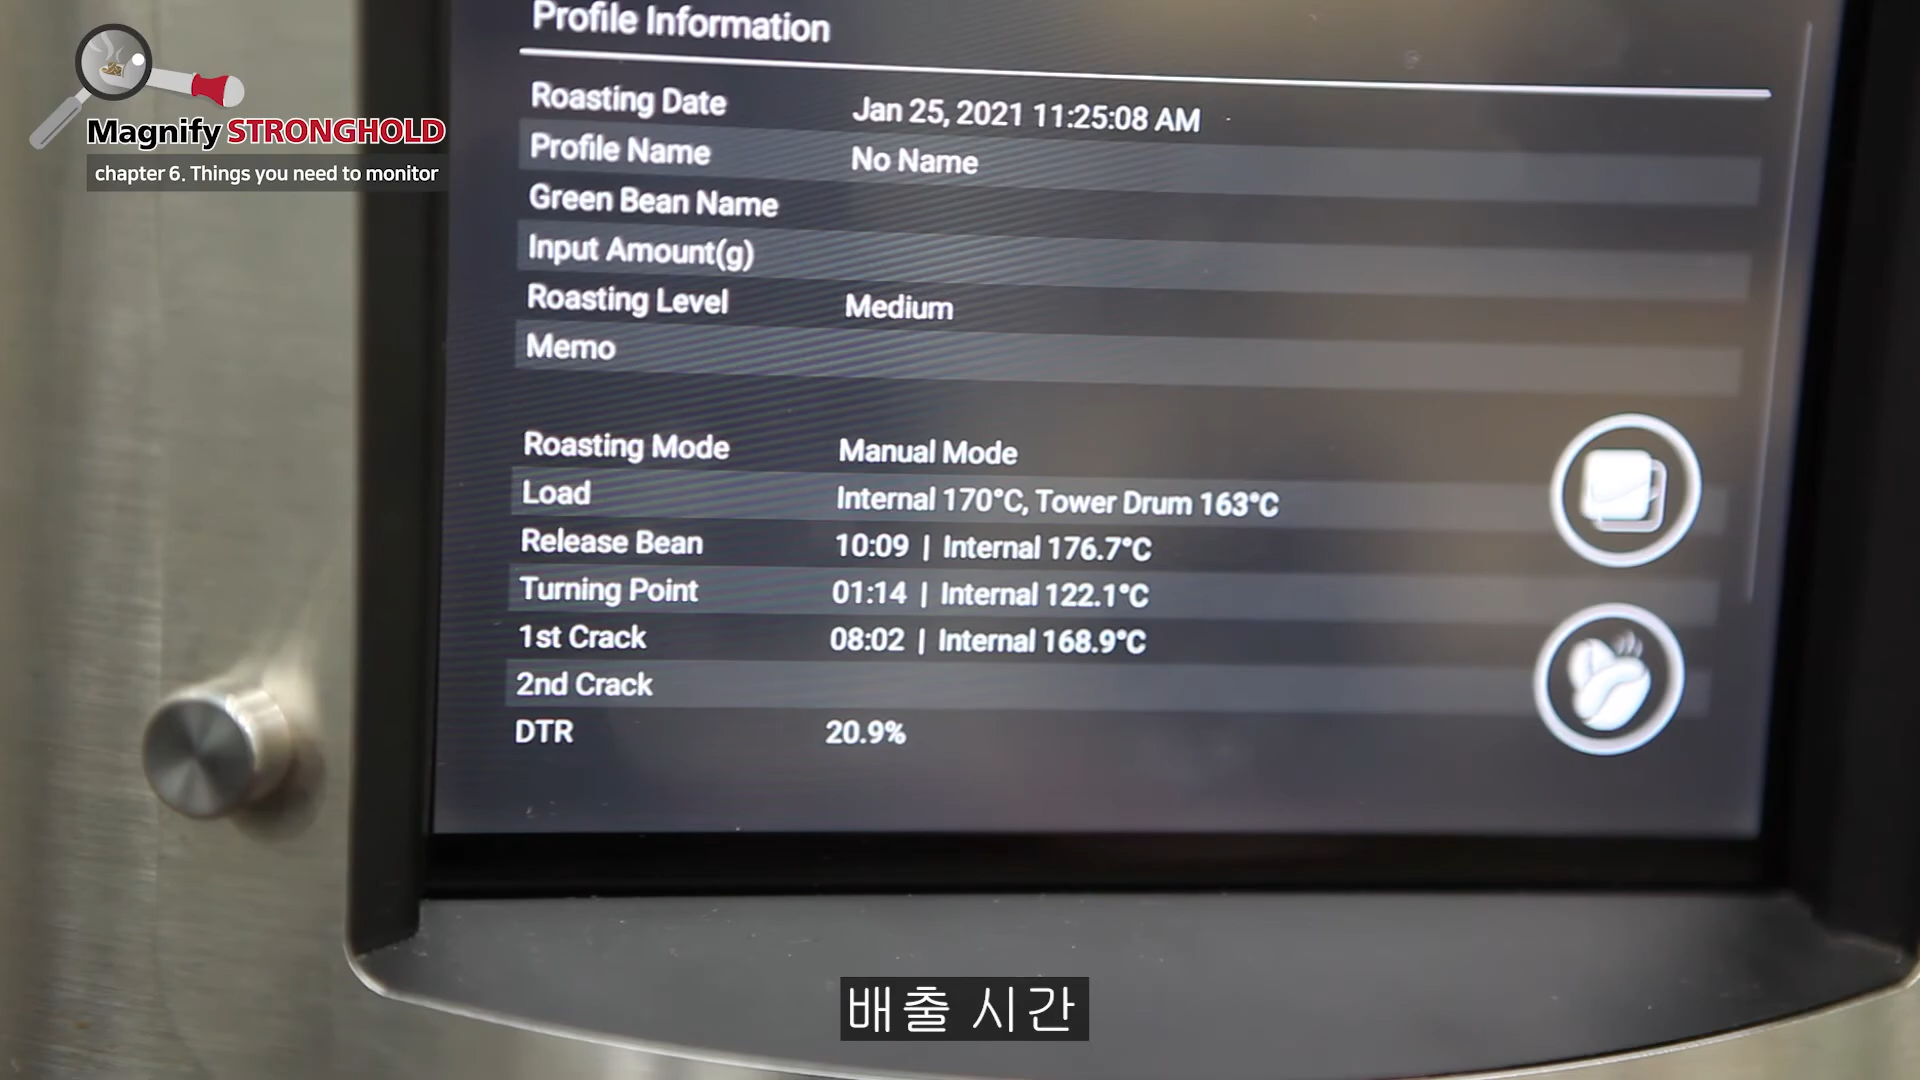 Magnify STRONGHOLD
chapter 6. Things you need to monitor
Profile Information
Roasting Date Jan 25, 2021 11:25:08 AM
Profile Name No Name
Green Bean Name
Input Amount(g)
Roasting Level Medium
Memo
Roasting Mode Manual Mode
Load Internal 170°C, Tower Drum 163°C
Release Bean 10:09 | Internal 176.7°C
Turning Point 01:14 | Internal 122.1°C
1st Crack 08:02 | Internal 168.9°C
2nd Crack
DTR 20.9%
배출 시간